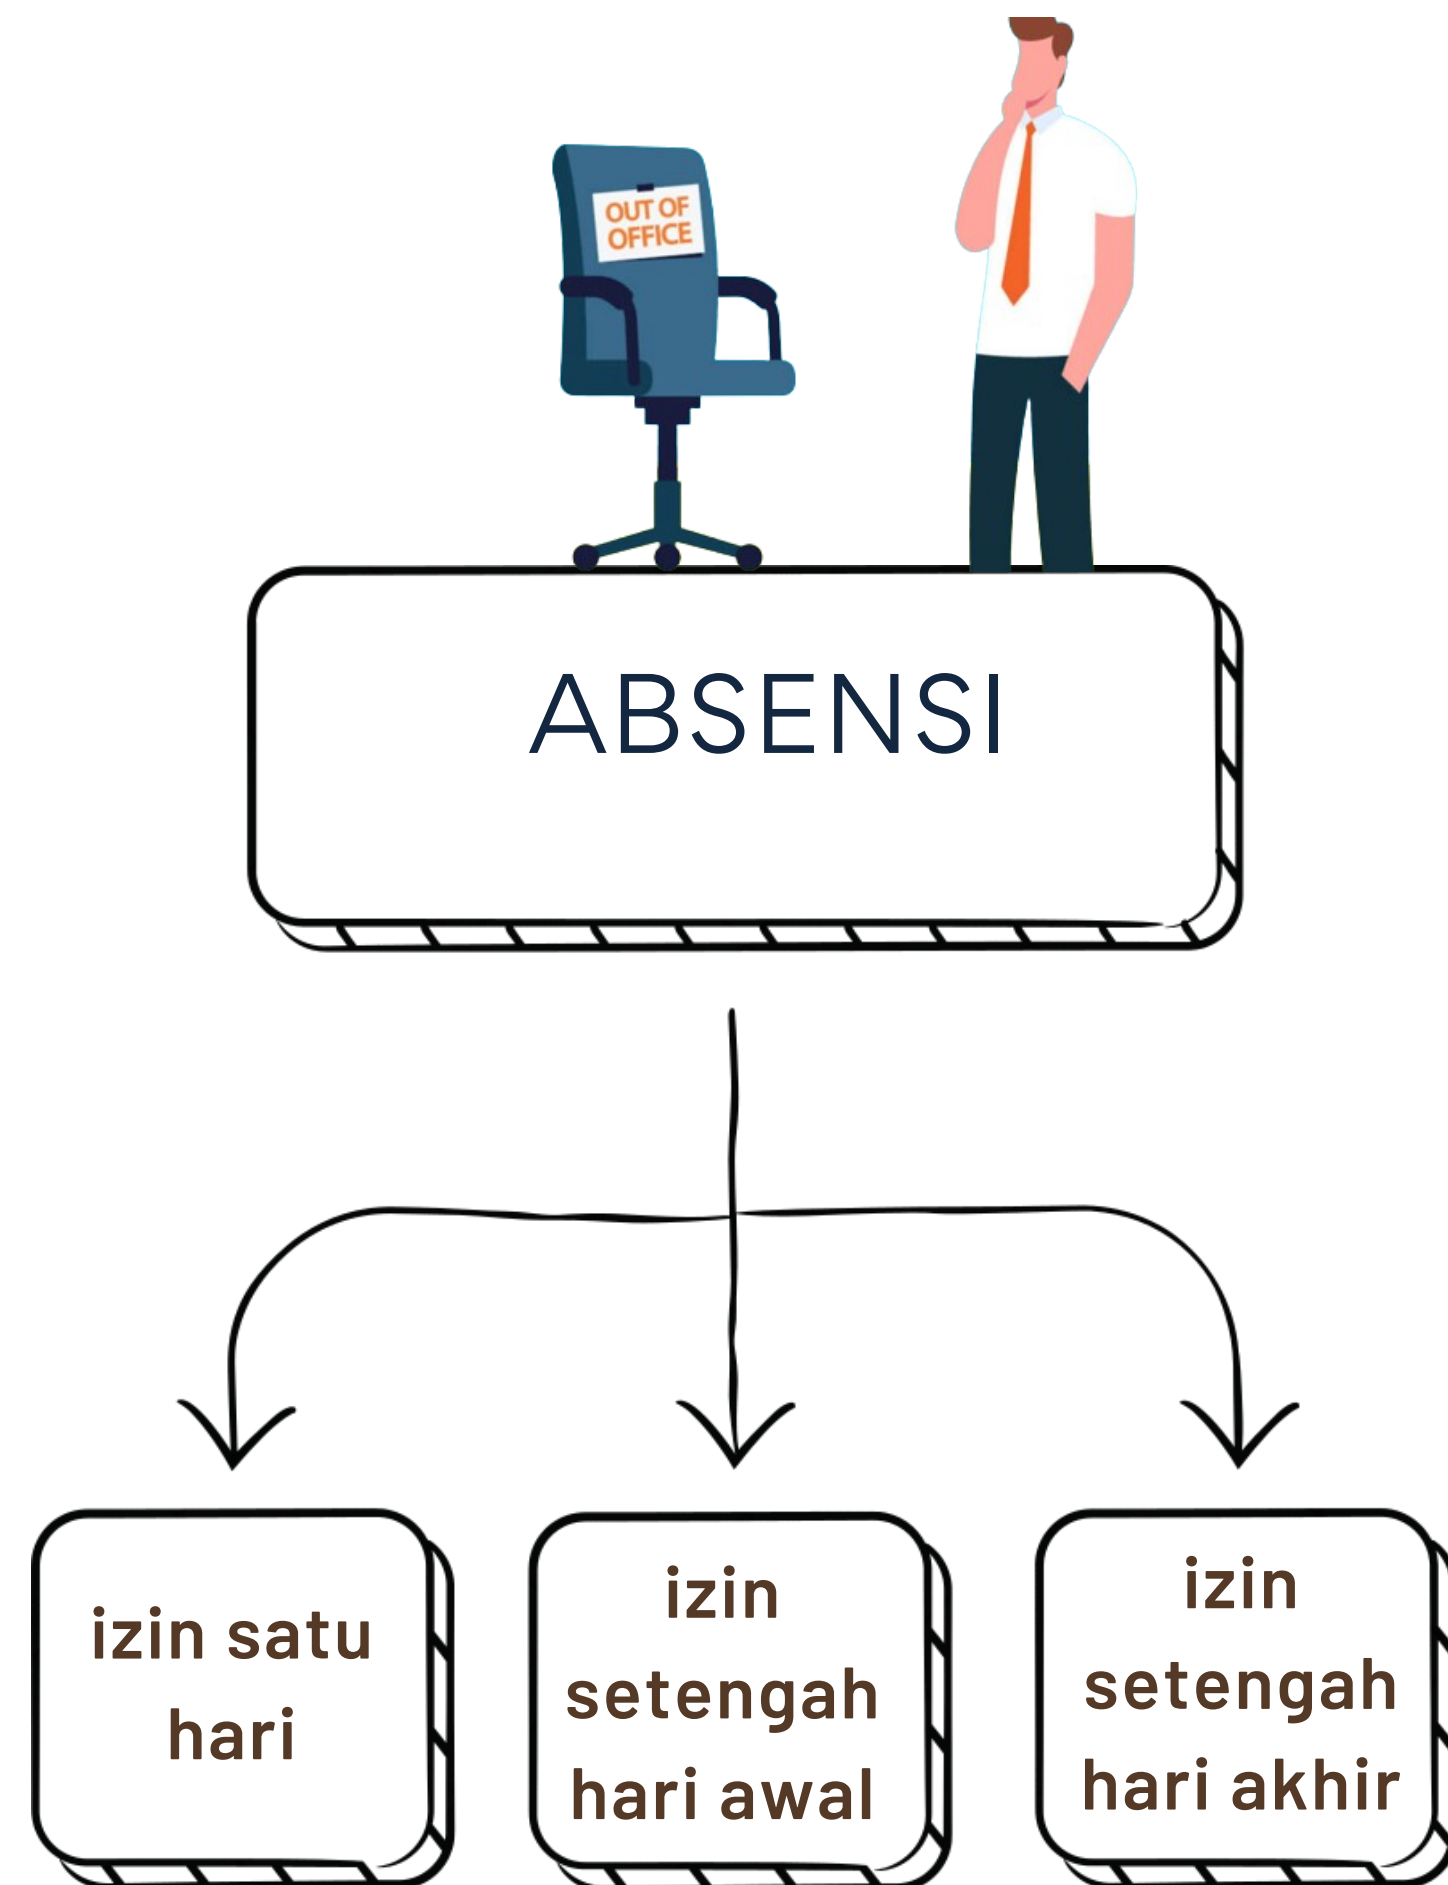 OUT OF
OFFICE
ABSENSI
izin satu
hari
izin
setengah
hari awal
izin
setengah
hari akhir